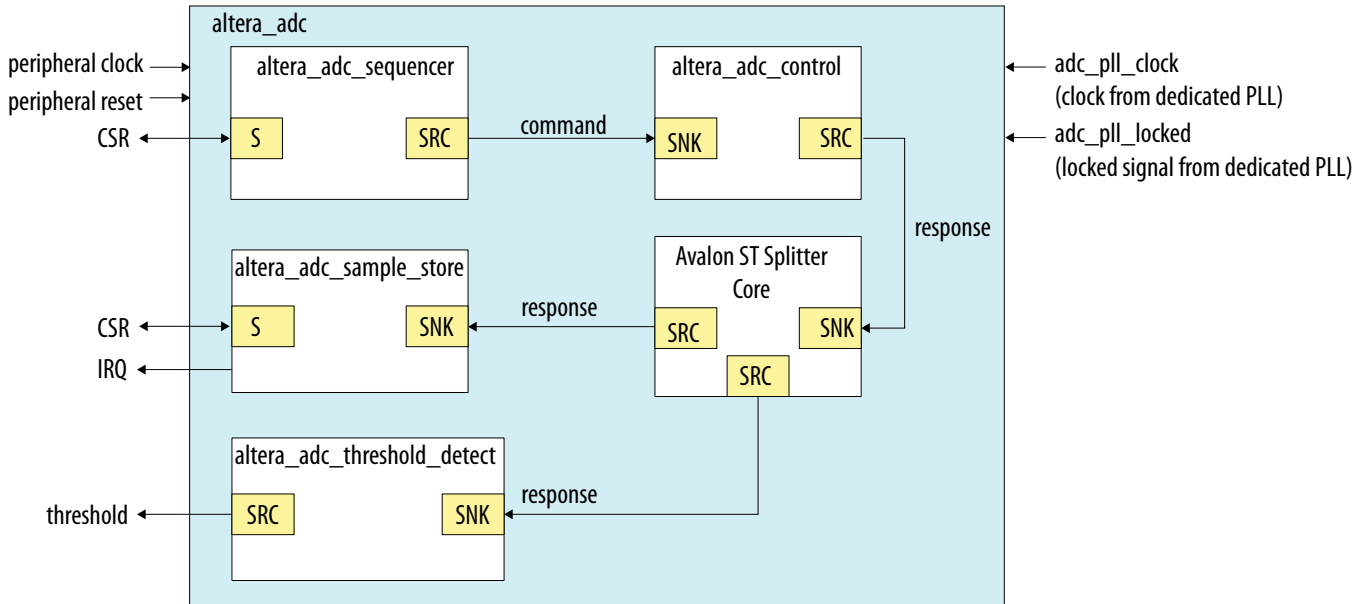 altera_adc
peripheral clock
altera_adc_sequencer
altera_adc_control
adc_pll_clock
(clock from dedicated PLL)
peripheral reset
CSR
S
SRC
command
SNK
SRC
adc_pll_locked
(locked signal from dedicated PLL)
response
altera_adc_sample_store
Avalon ST Splitter
Core
CSR
S
SNK
response
SRC
SNK
IRQ
SRC
altera_adc_threshold_detect
threshold
SRC
SNK
response